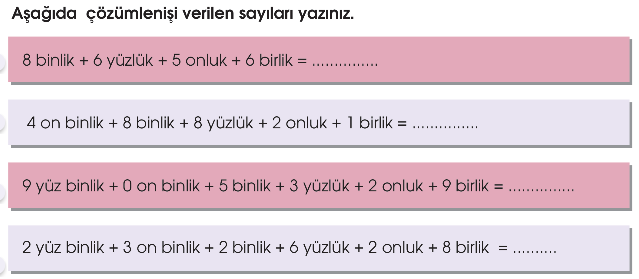 Aşağıda çözümlenişi verilen sayıları yazınız.
8 binlik + 6 yüzlük + 5 onluk + 6 birlik = ...............
4 on binlik + 8 binlik + 8 yüzlük + 2 onluk + 1 birlik = ...............
9 yüz binlik + 0 on binlik + 5 binlik + 3 yüzlük + 2 onluk + 9 birlik = ...............
2 yüz binlik + 3 on binlik + 2 binlik + 6 yüzlük + 2 onluk + 8 birlik = ..........